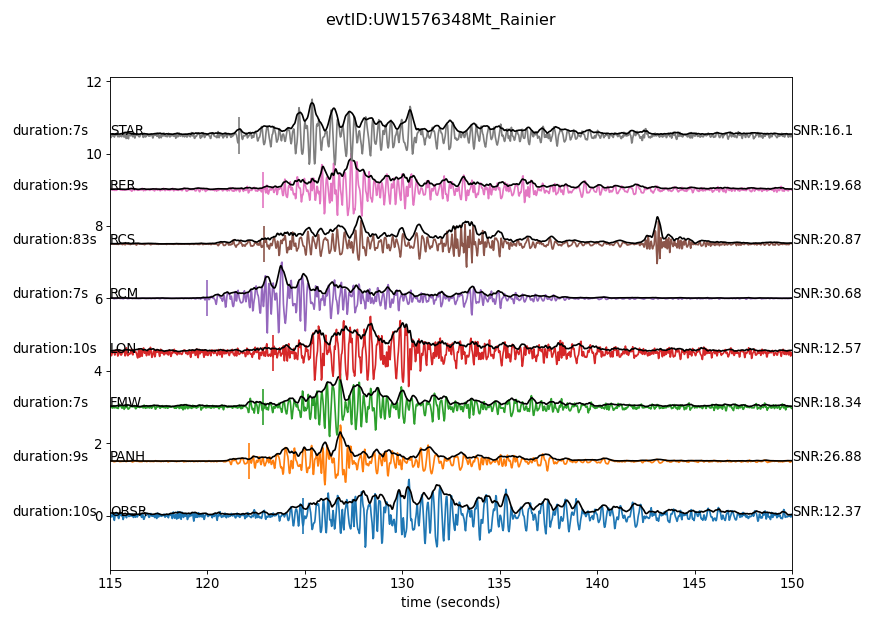 evtID:UW1576348Mt_Rainier
12
duration:7s STAR SNR:16.1
10
duration:9s RER SNR:19.68
8
duration:83s RCS SNR:20.87
duration:7s 6 RCM SNR:30.68
duration:10s LON SNR:12.57
4
duration:7s FMW SNR:18.34
2
duration:9s PANH SNR:26.88
duration:10s 0 OBSR SNR:12.37
115 120 125 130 135 140 145 150
time (seconds)